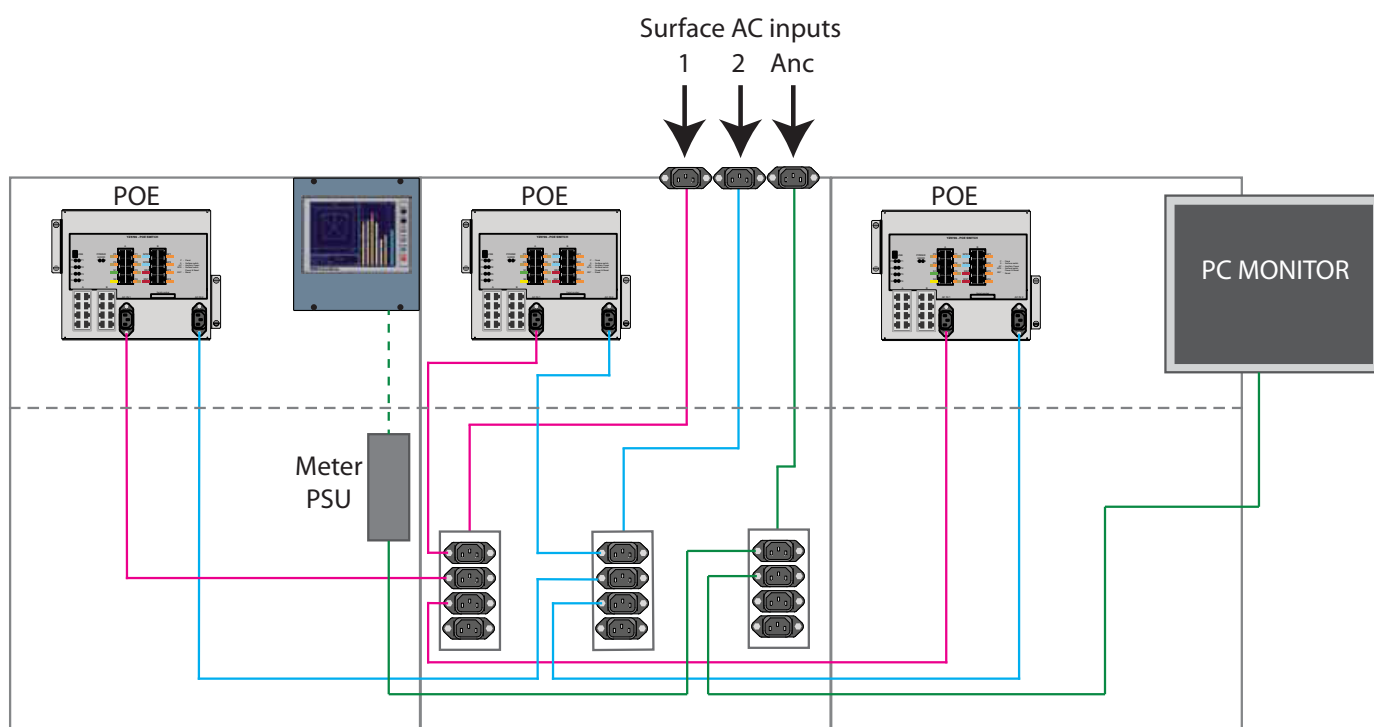 Surface AC inputs
1 2 Anc
POE
POE
POE
PC MONITOR
Meter
PSU